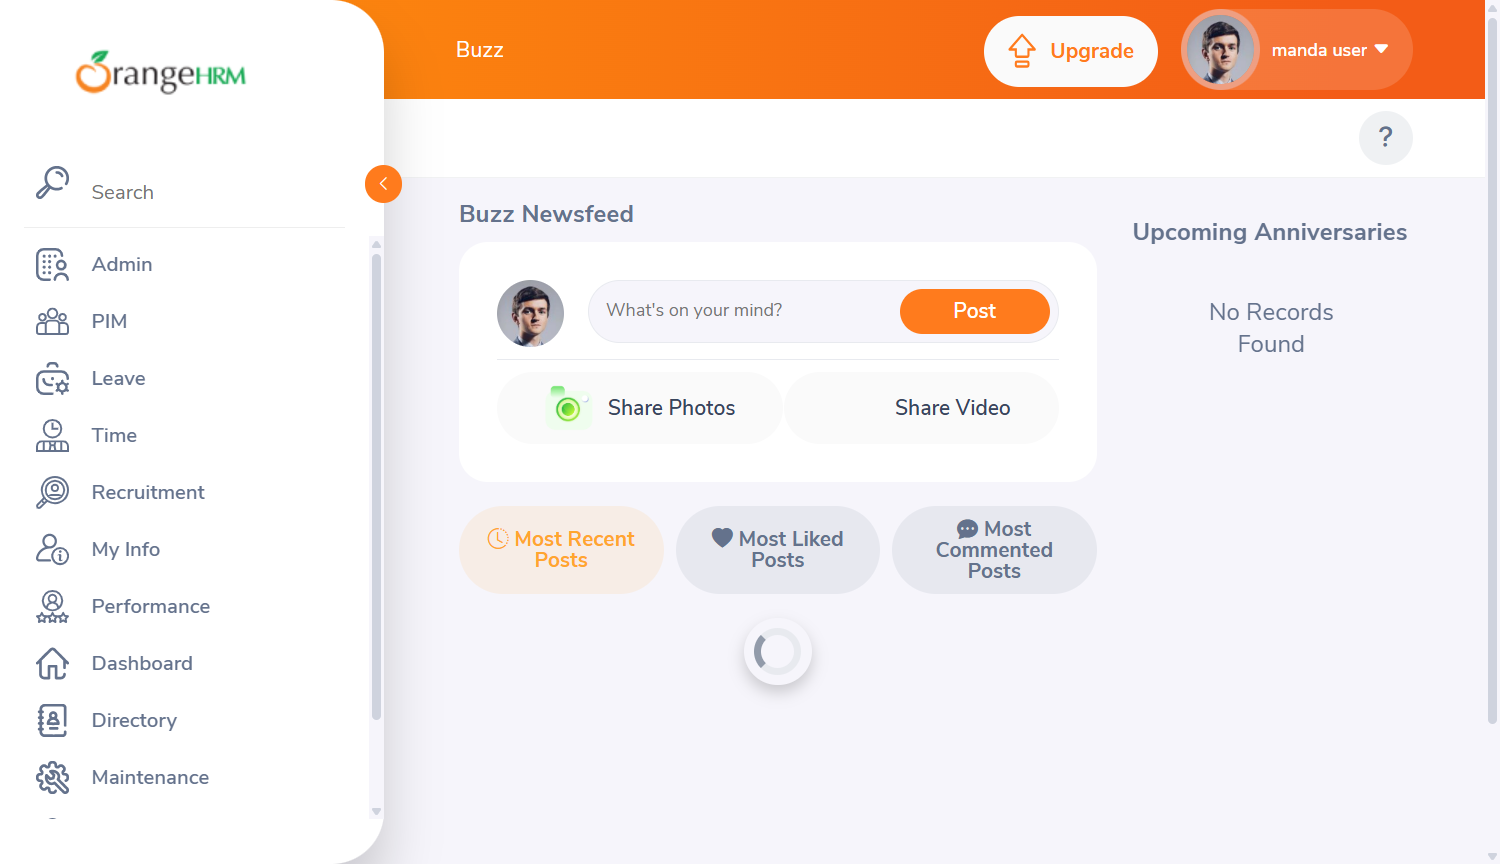 OrangeHRM
Search
Admin
PIM
Leave
Time
Recruitment
My Info
Performance
Dashboard
Directory
Maintenance
Buzz
Upgrade
manda user
?
Buzz Newsfeed
What's on your mind?
Post
Share Photos
Share Video
Most Recent
Posts
Most Liked
Posts
Most
Commented
Posts
Upcoming Anniversaries
No Records
Found